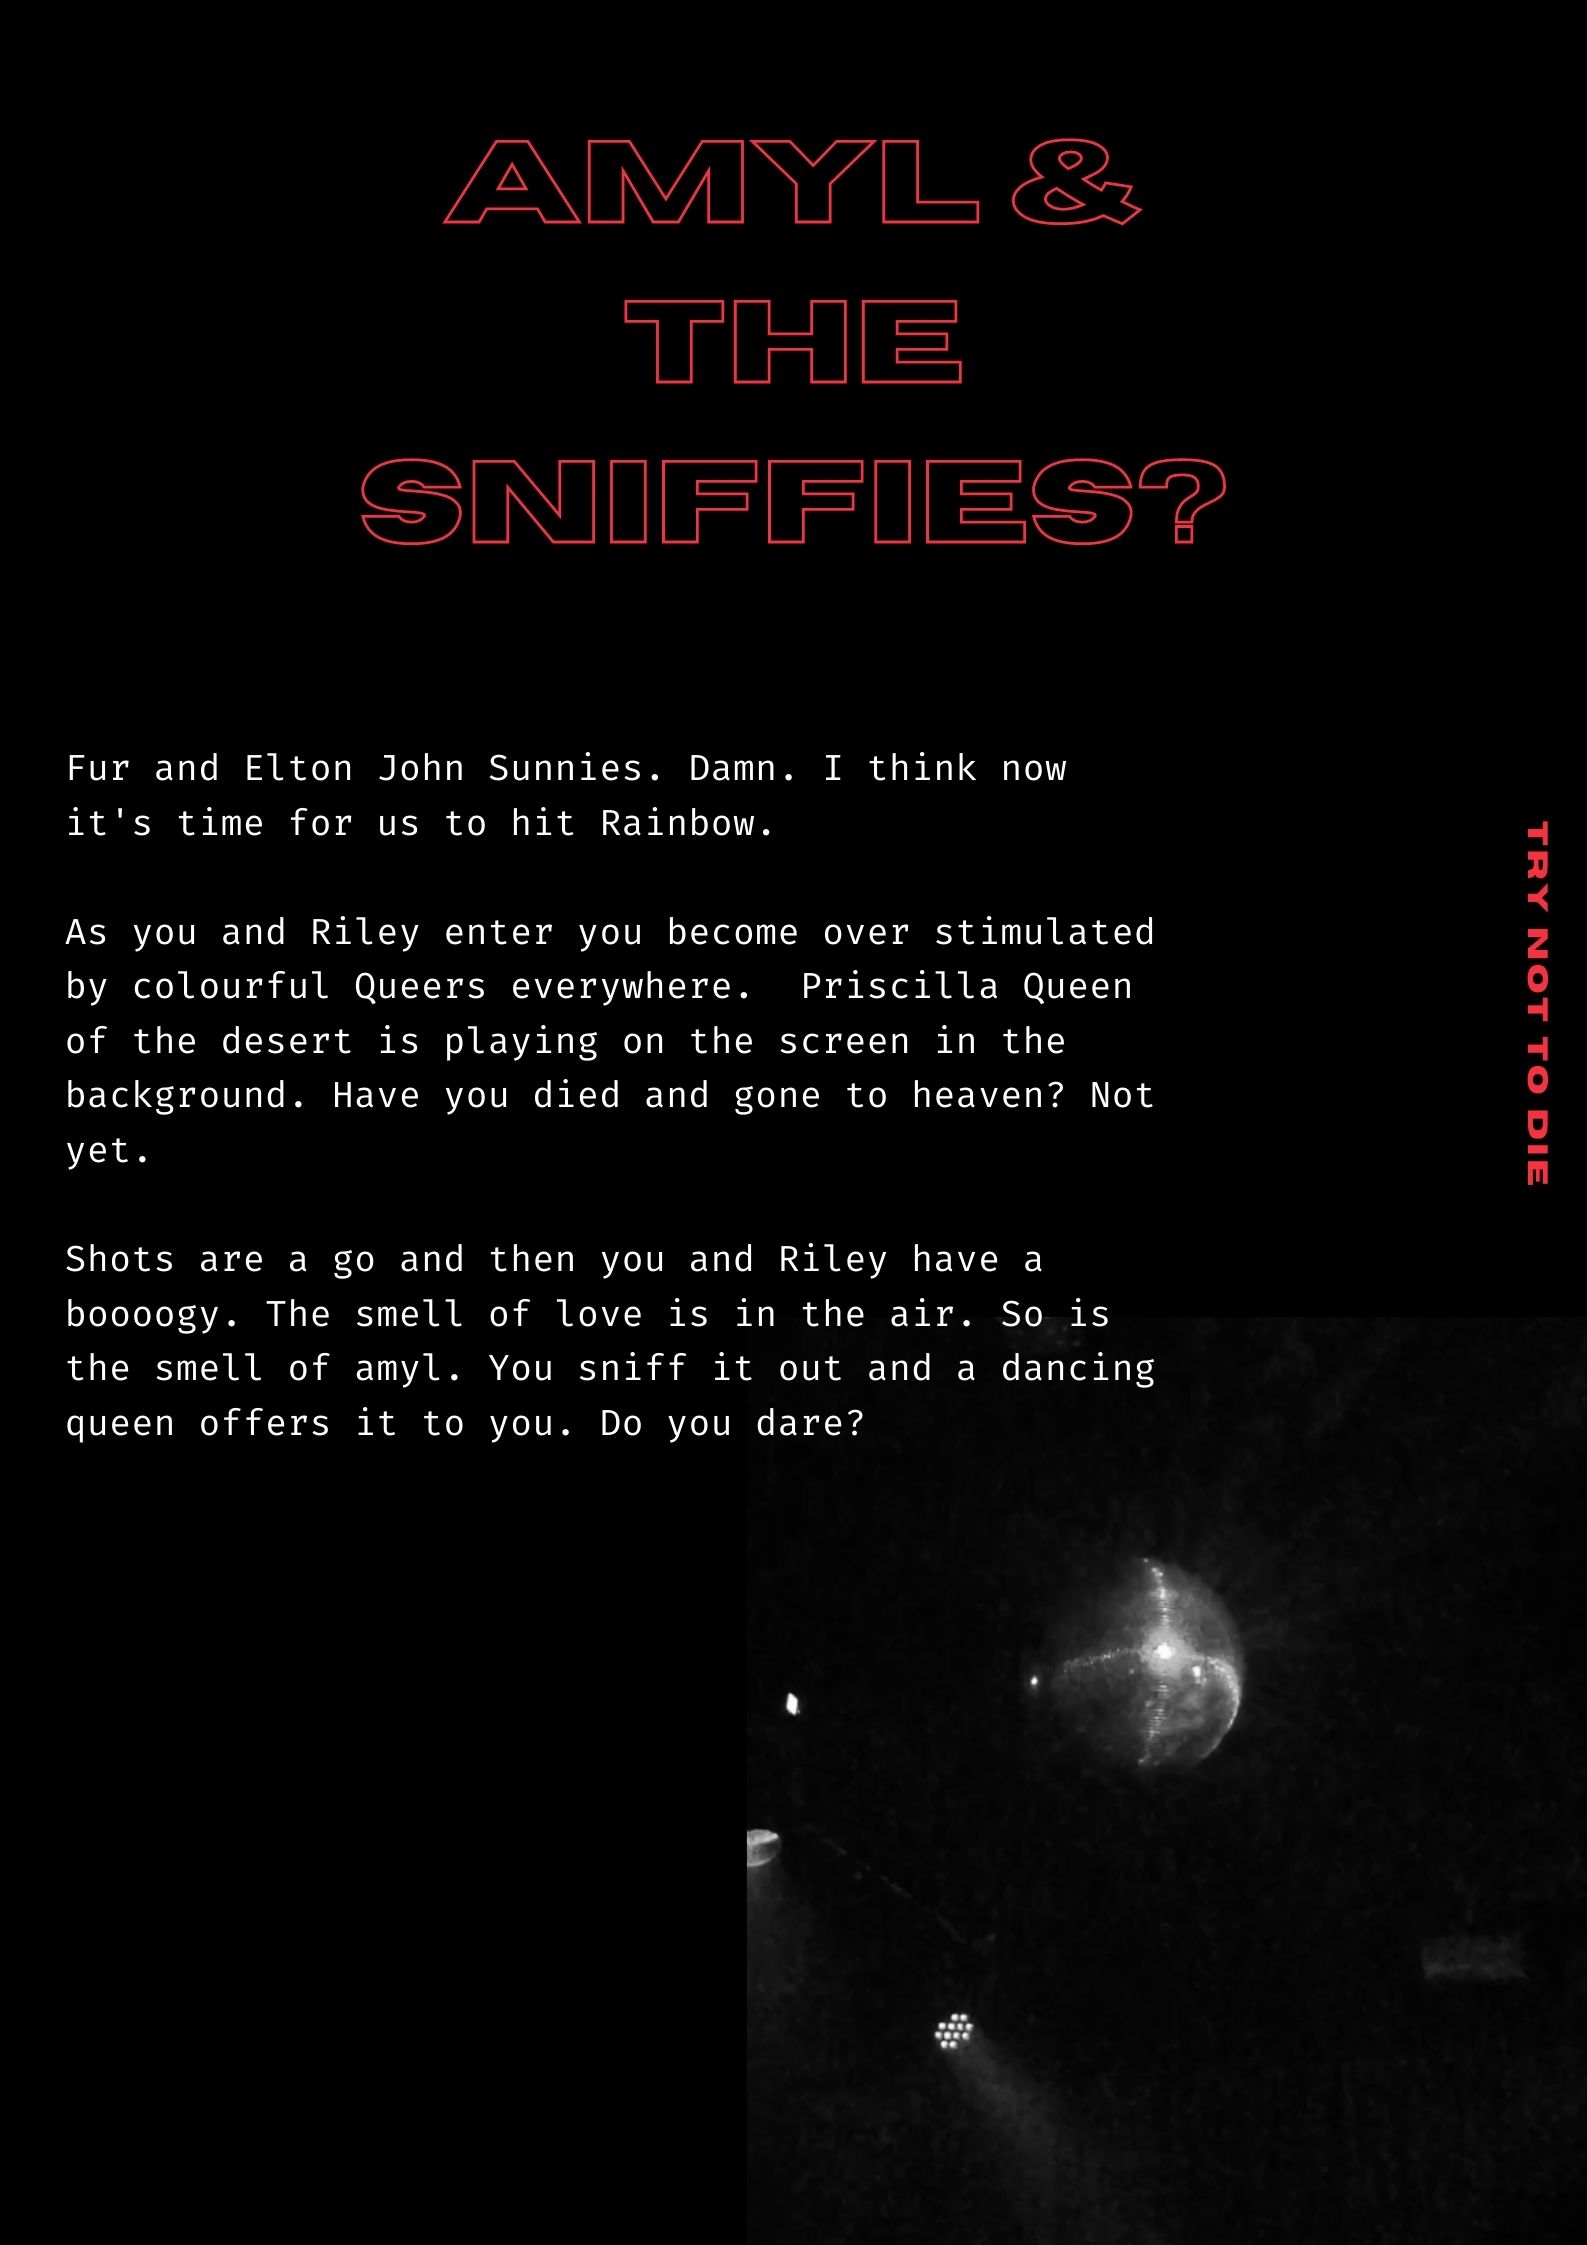 AMYL &
THE
SNIFFIES?
Fur and Elton John Sunnies. Damn. I think now
it's time for us to hit Rainbow.
As you and Riley enter you become over stimulated
by colourful Queers everywhere.  Priscilla Queen
of the desert is playing on the screen in the
background. Have you died and gone to heaven? Not
yet.
Shots are a go and then you and Riley have a
boooogy. The smell of love is in the air. So is
the smell of amyl. You sniff it out and a dancing
queen offers it to you. Do you dare?
TRY NOT TO DIE